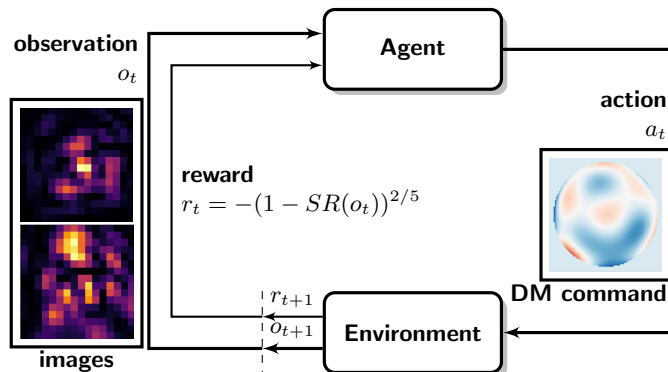 observation
o_t
Agent
action
a_t
reward
r_t = −(1 − SR(o_t))^{2/5}
DM command
r_{t+1}
o_{t+1}
Environment
images